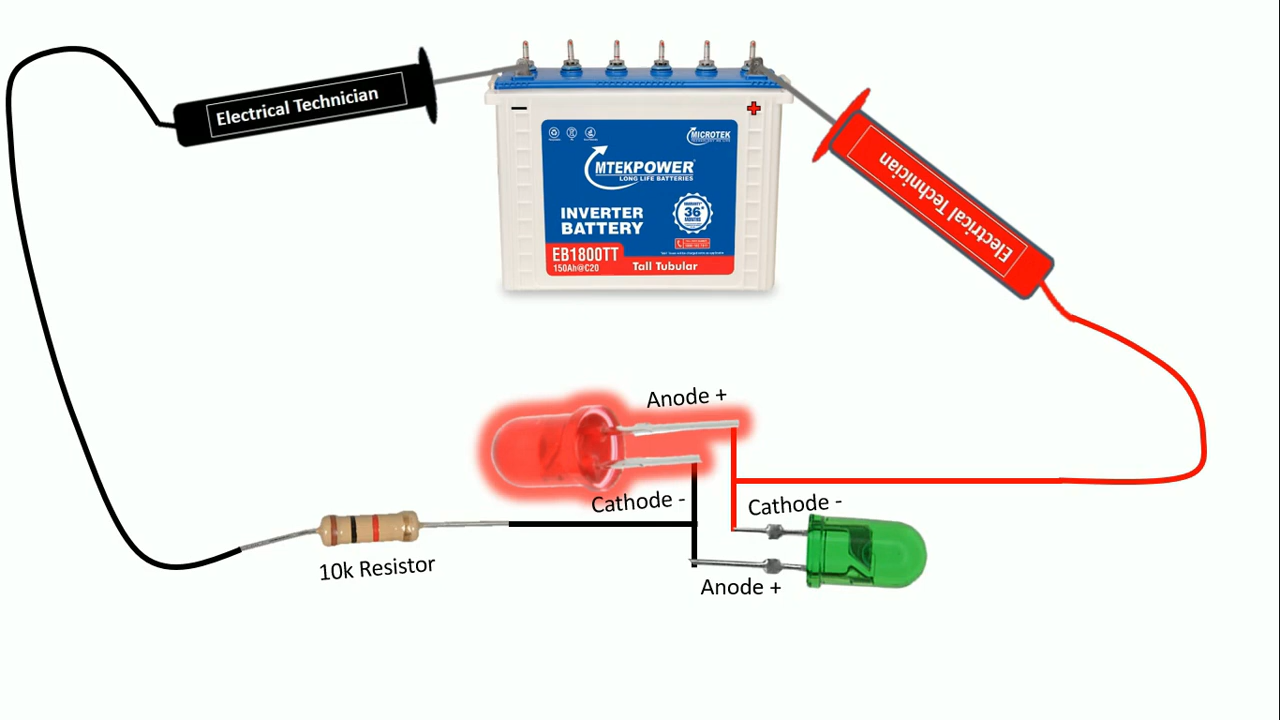 Electrical Technician
−
+
MICROTEK
MTEKPOWER
LONG LIFE BATTERIES
INVERTER
BATTERY
36*
EB1800TT
150Ah@C20
Tall Tubular
Electrical Technician
Anode +
Cathode -
Cathode -
10k Resistor
Anode +